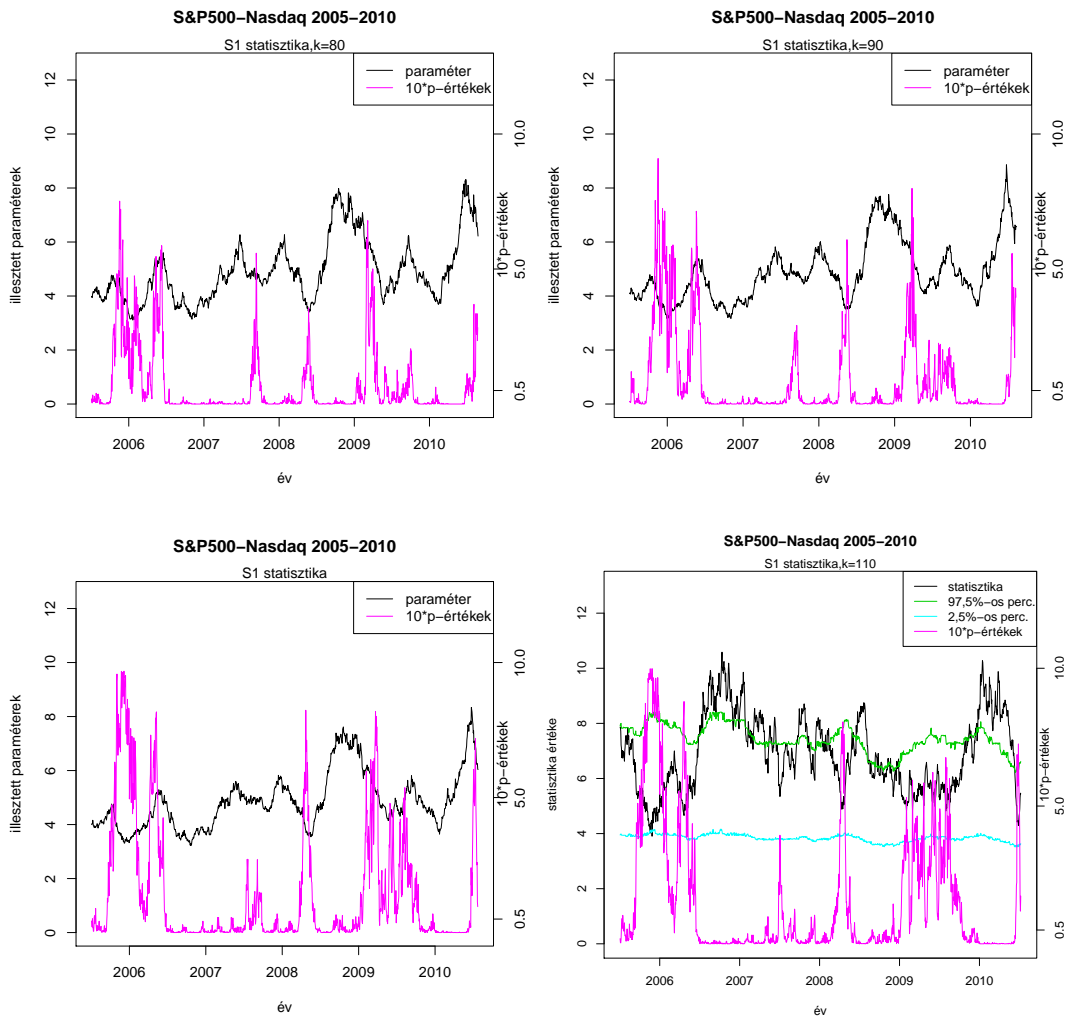 S&P500−Nasdaq 2005−2010
S1 statisztika,k=80
paraméter
10*p−értékek
illesztett paraméterek
12
10
8
6
4
2
0
10.0
5.0
0.5
10*p−értékek
2006
2007
2008
2009
2010
év
S&P500−Nasdaq 2005−2010
S1 statisztika,k=90
paraméter
10*p−értékek
illesztett paraméterek
12
10
8
6
4
2
0
10.0
5.0
0.5
10*p−értékek
2006
2007
2008
2009
2010
év
S&P500−Nasdaq 2005−2010
S1 statisztika
paraméter
10*p−értékek
illesztett paraméterek
12
10
8
6
4
2
0
10.0
5.0
0.5
10*p−értékek
2006
2007
2008
2009
2010
év
S&P500−Nasdaq 2005−2010
S1 statisztika,k=110
statisztika
97,5%−os perc.
2,5%−os perc.
10*p−értékek
statisztika értéke
12
10
8
6
4
2
0
10.0
5.0
0.5
10*p−értékek
2006
2007
2008
2009
2010
év